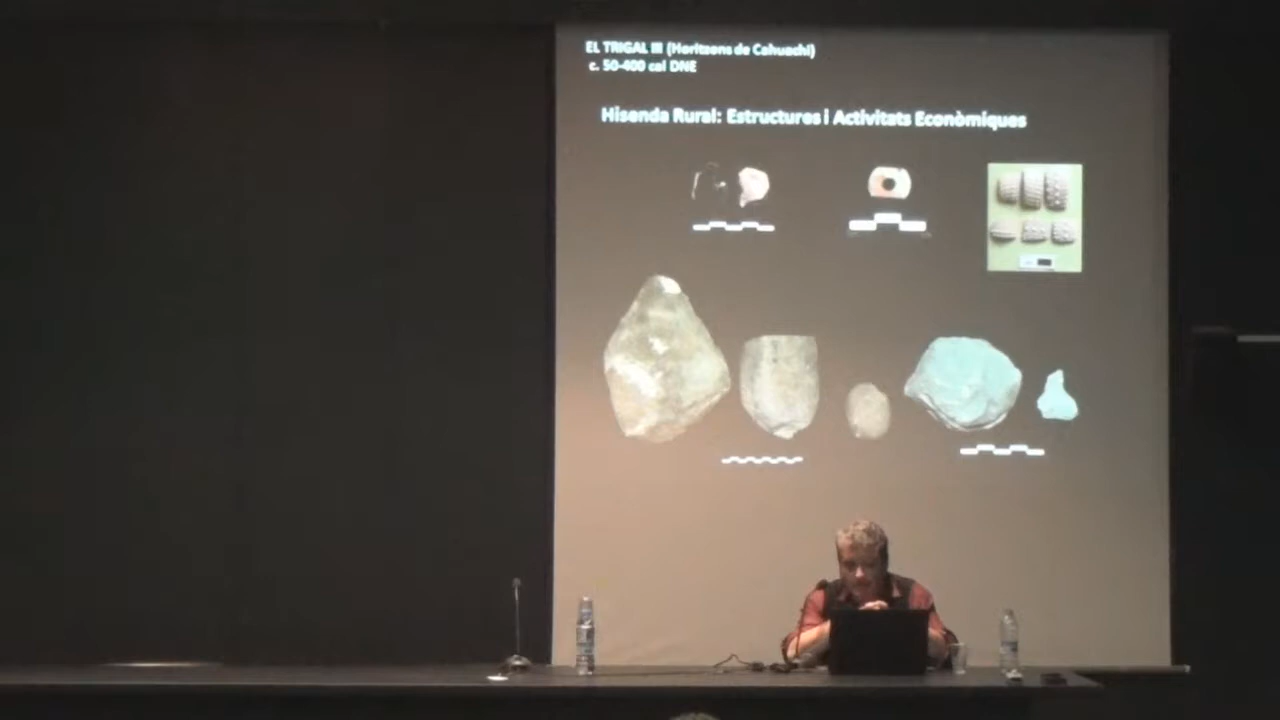 EL TRIGAL III (Horitzons de Cahuachi)
c. 50-400 cal DNE
Hisenda Rural: Estructures i Activitats Econòmiques